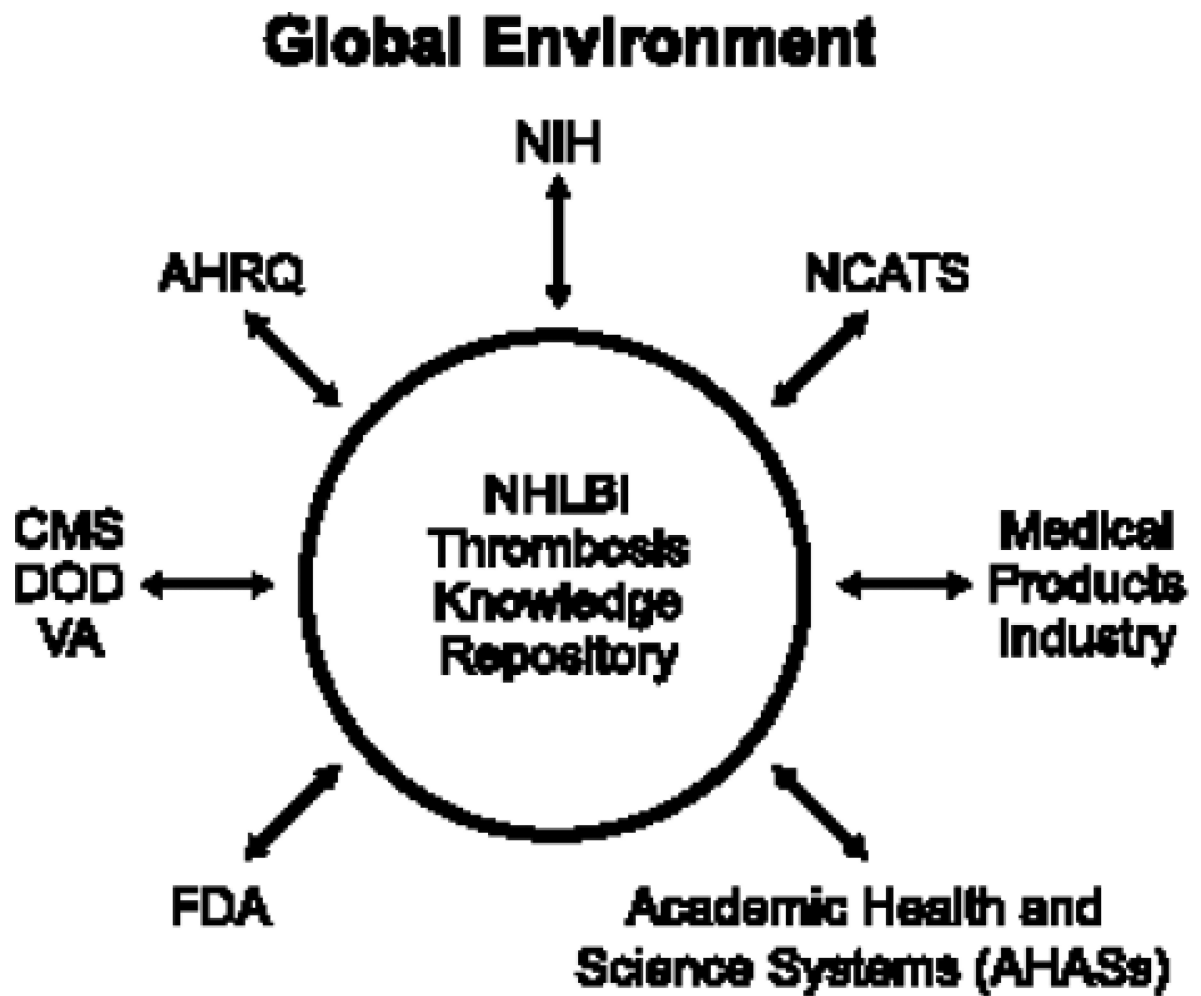 Global Environment
NIH
AHRQ
NCATS
NHLBI
Thrombosis
Knowledge
Repository
CMS
DOD
VA
Medical
Products
Industry
FDA
Academic Health and
Science Systems (AHASs)